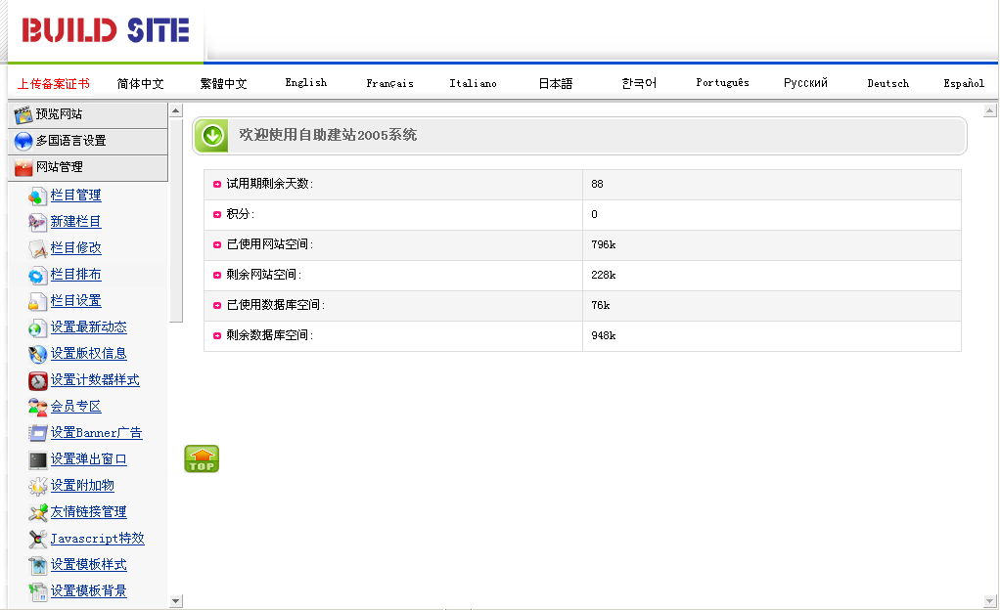 BUILD SITE
上传备案证书 简体中文 繁體中文 English Français Italiano 日本語 한국어 Português Русский Deutsch Español
预览网站
多国语言设置
网站管理
栏目管理
新建栏目
栏目修改
栏目排布
栏目设置
设置最新动态
设置版权信息
设置计数器样式
会员专区
设置Banner广告
设置弹出窗口
设置附加物
友情链接管理
Javascript特效
设置模板样式
设置模板背景
欢迎使用自助建站2005系统
试用期剩余天数: 88
积分: 0
已使用网站空间: 796k
剩余网站空间: 228k
已使用数据库空间: 76k
剩余数据库空间: 948k
TOP